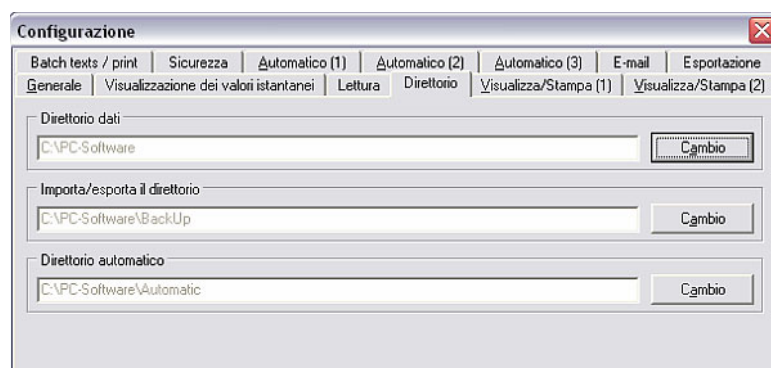 Configurazione
Batch texts / print Sicurezza Automatico (1) Automatico (2) Automatico (3) E-mail Esportazione
Generale Visualizzazione dei valori istantanei Lettura Direttorio Visualizza/Stampa (1) Visualizza/Stampa (2)
Direttorio dati
C:\PC-Software Cambio
Importa/esporta il direttorio
C:\PC-Software\BackUp Cambio
Direttorio automatico
C:\PC-Software\Automatic Cambio